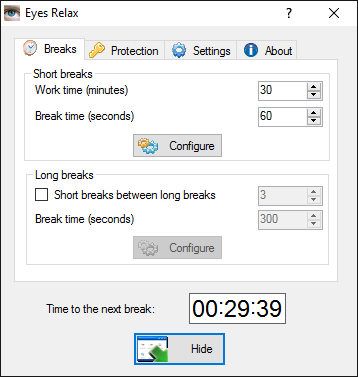 Eyes Relax
Breaks Protection Settings About
Short breaks
Work time (minutes) 30
Break time (seconds) 60
Configure
Long breaks
Short breaks between long breaks 3
Break time (seconds) 300
Configure
Time to the next break: 00:29:39
Hide